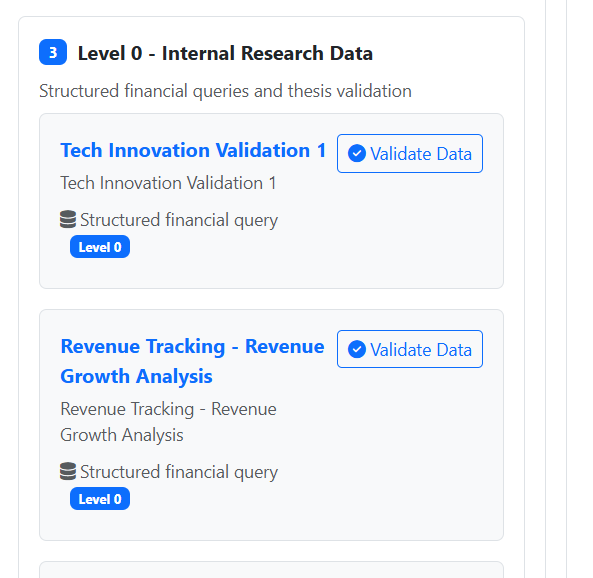 3 Level 0 - Internal Research Data
Structured financial queries and thesis validation
Tech Innovation Validation 1
Validate Data
Tech Innovation Validation 1
Structured financial query
Level 0
Revenue Tracking - Revenue
Growth Analysis
Validate Data
Revenue Tracking - Revenue
Growth Analysis
Structured financial query
Level 0